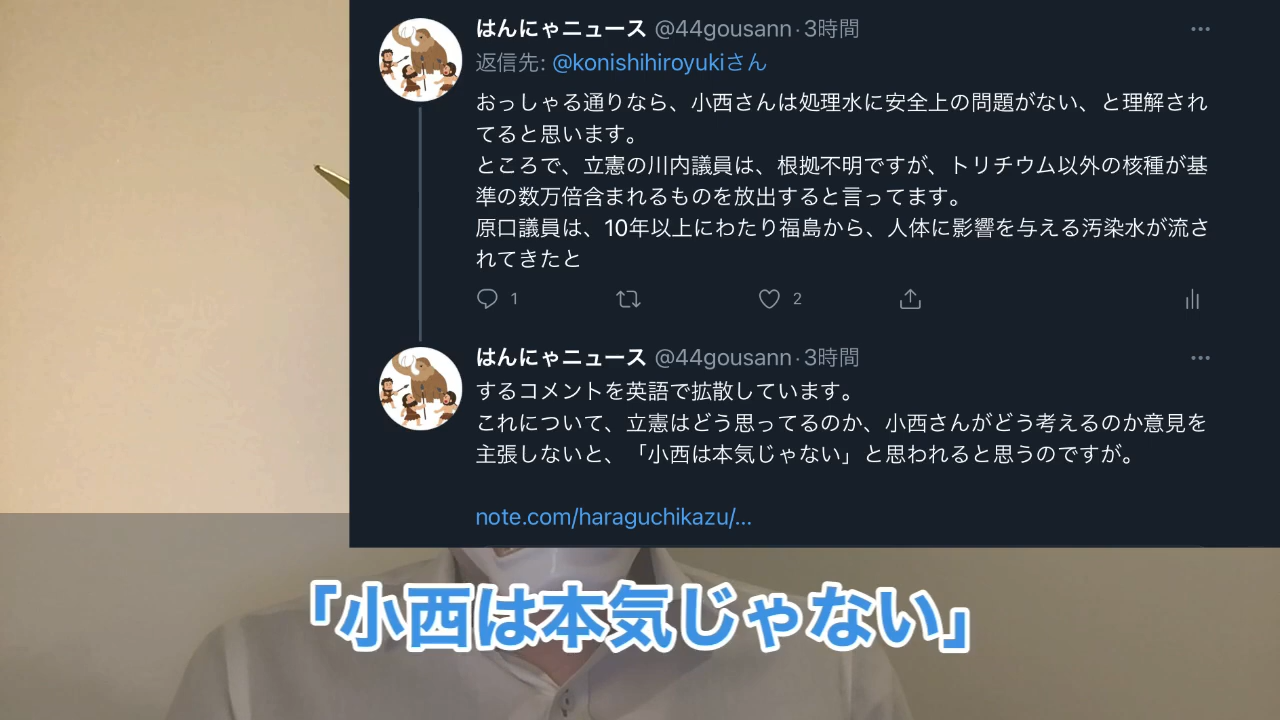 はんにゃニュース @44gousann·3時間
返信先: @konishihiroyukiさん
おっしゃる通りなら、小西さんは処理水に安全上の問題がない、と理解され
てると思います。
ところで、立憲の川内議員は、根拠不明ですが、トリチウム以外の核種が基
準の数万倍含まれるものを放出すると言ってます。
原口議員は、10年以上にわたり福島から、人体に影響を与える汚染水が流さ
れてきたと
1 2
はんにゃニュース @44gousann·3時間
するコメントを英語で拡散しています。
これについて、立憲はどう思ってるのか、小西さんがどう考えるのか意見を
主張しないと、「小西は本気じゃない」と思われると思うのですが。
note.com/haraguchikazu/...
「小西は本気じゃない」